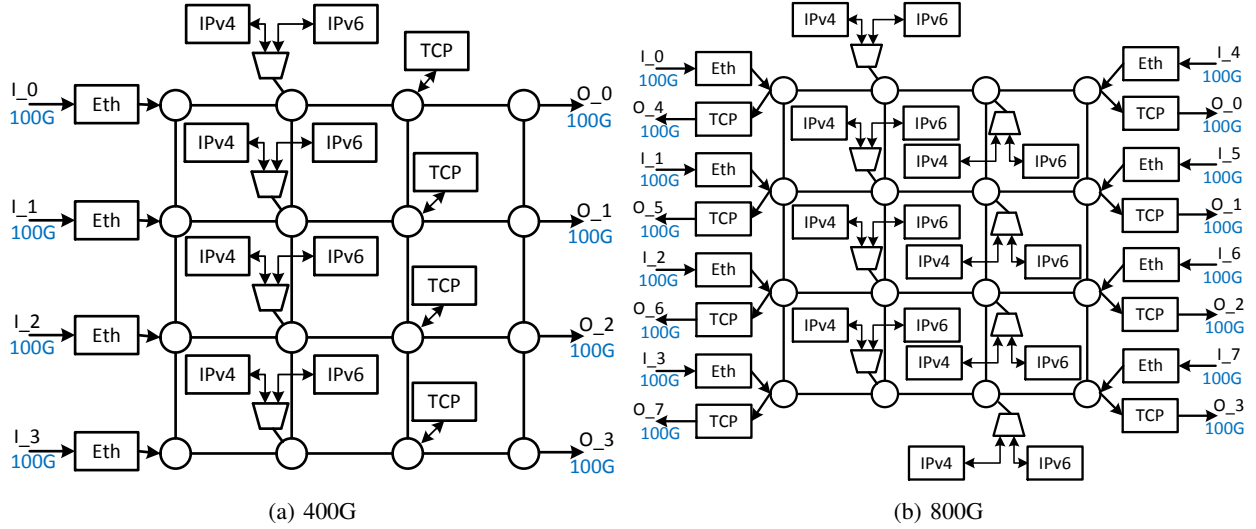 IPv4 IPv6
TCP
I_0
100G
Eth
O_0
100G
IPv4 IPv6
TCP
I_1
100G
Eth
O_1
100G
IPv4 IPv6
TCP
I_2
100G
Eth
O_2
100G
IPv4 IPv6
TCP
I_3
100G
Eth
O_3
100G
(a) 400G
IPv4 IPv6
I_0
100G
Eth
Eth
I_4
100G
O_4
100G
TCP
TCP
O_0
100G
IPv4 IPv6
IPv4 IPv6
I_1
100G
Eth
Eth
I_5
100G
O_5
100G
TCP
TCP
O_1
100G
IPv4 IPv6
IPv4 IPv6
I_2
100G
Eth
Eth
I_6
100G
O_6
100G
TCP
TCP
O_2
100G
IPv4 IPv6
IPv4 IPv6
I_3
100G
Eth
Eth
I_7
100G
O_7
100G
TCP
TCP
O_3
100G
IPv4 IPv6
(b) 800G